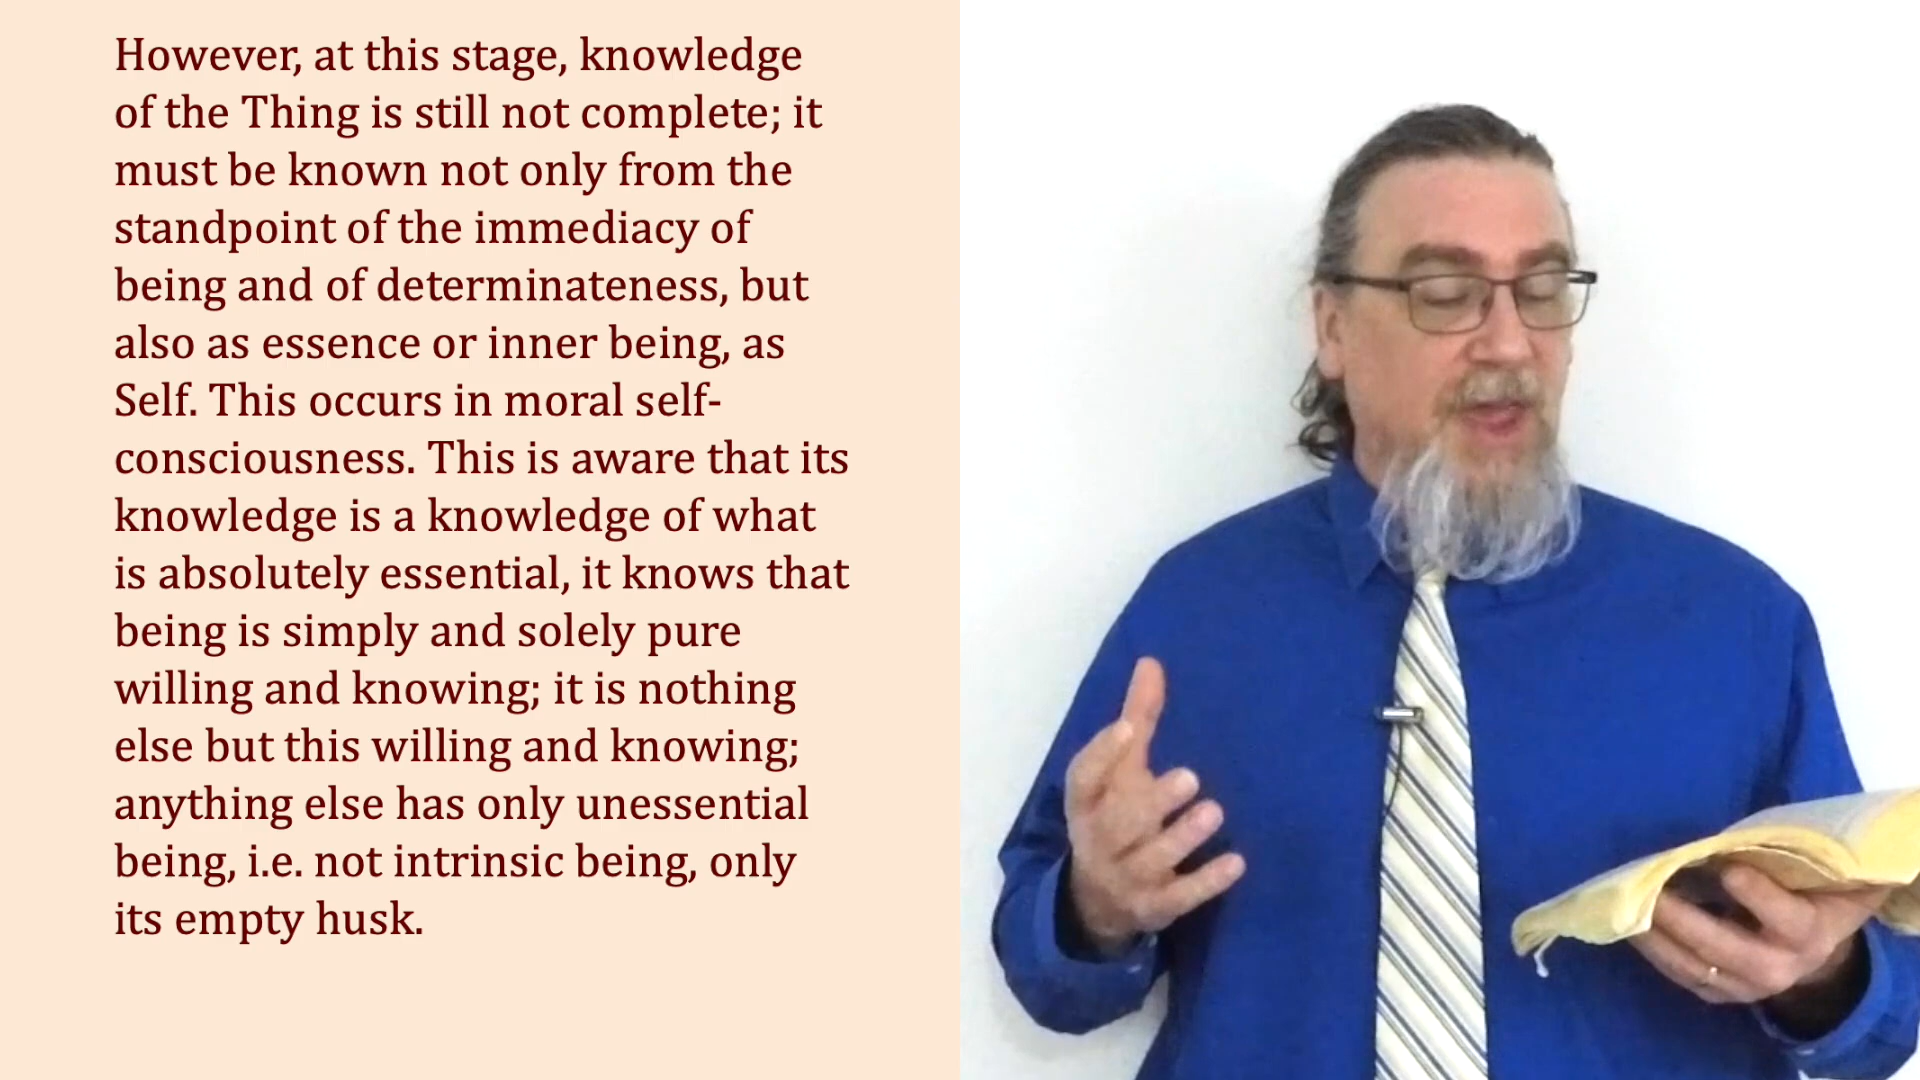 However, at this stage, knowledge
of the Thing is still not complete; it
must be known not only from the
standpoint of the immediacy of
being and of determinateness, but
also as essence or inner being, as
Self. This occurs in moral self-
consciousness. This is aware that its
knowledge is a knowledge of what
is absolutely essential, it knows that
being is simply and solely pure
willing and knowing; it is nothing
else but this willing and knowing;
anything else has only unessential
being, i.e. not intrinsic being, only
its empty husk.